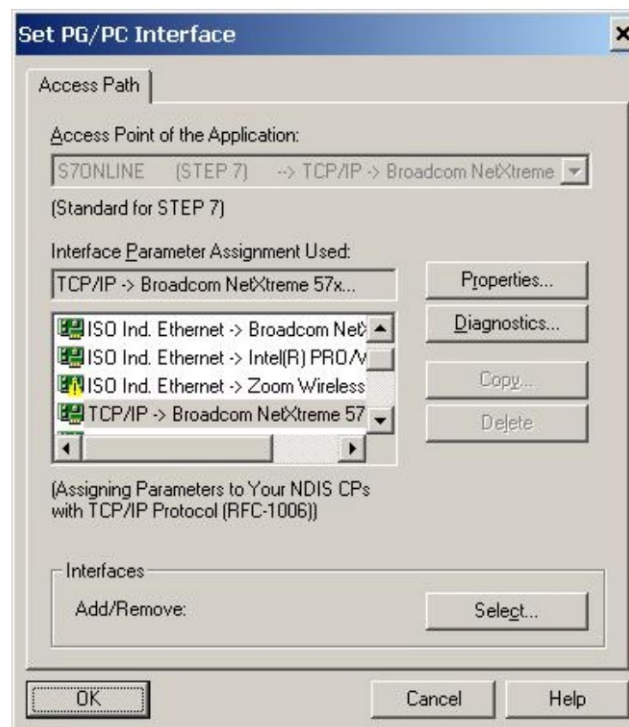 Set PG/PC Interface
Access Path
Access Point of the Application:
S7ONLINE (STEP 7) --> TCP/IP -> Broadcom NetXtreme
(Standard for STEP 7)
Interface Parameter Assignment Used:
TCP/IP -> Broadcom NetXtreme 57x...
Properties...
ISO Ind. Ethernet -> Broadcom Net
Diagnostics...
ISO Ind. Ethernet -> Intel(R) PRO/
ISO Ind. Ethernet -> Zoom Wireless
Copy...
TCP/IP -> Broadcom NetXtreme 57
Delete
(Assigning Parameters to Your NDIS CPs
with TCP/IP Protocol (RFC-1006))
Interfaces
Add/Remove:
Select...
OK
Cancel
Help